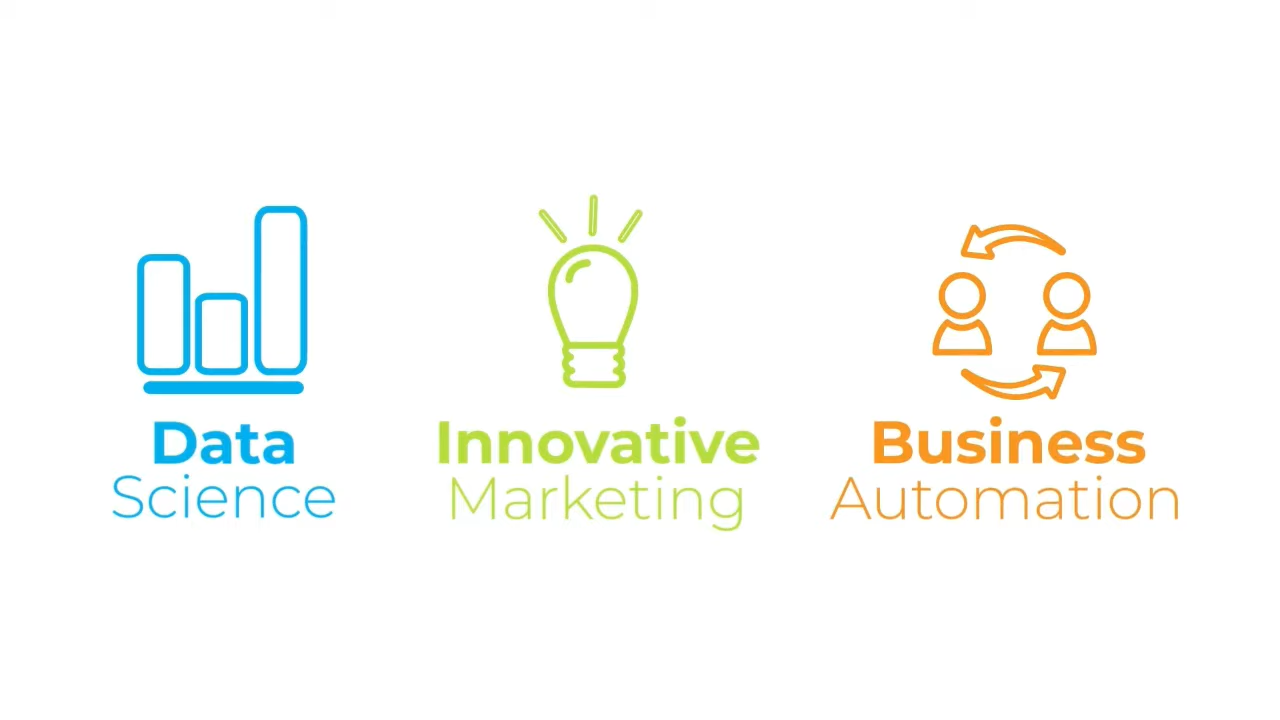 Data
Science
Innovative
Marketing
Business
Automation